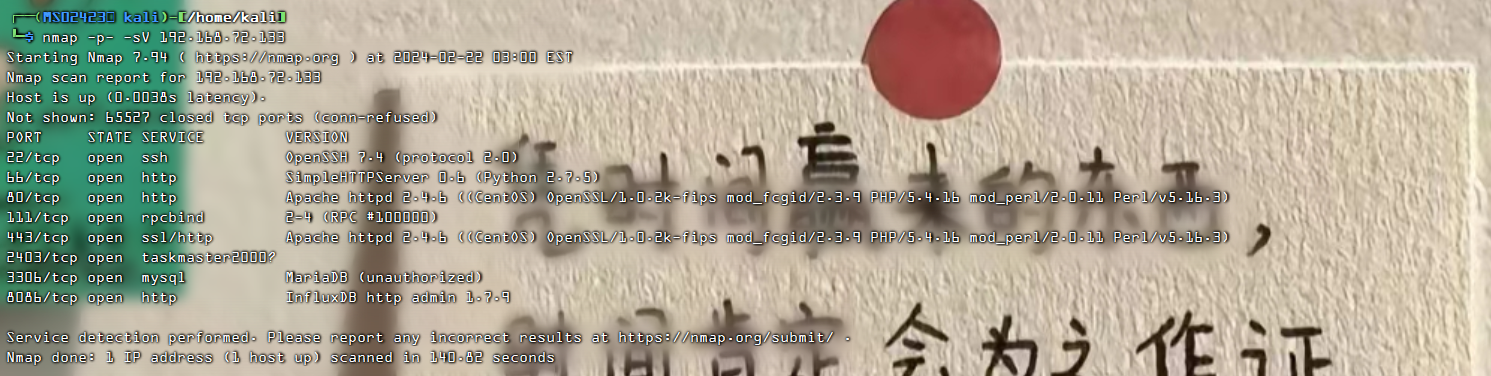 ┌──(MS02423㉿ kali)-[/home/kali]
└─$ nmap -p- -sV 192.168.72.133
Starting Nmap 7.94 ( https://nmap.org ) at 2024-02-22 03:00 EST
Nmap scan report for 192.168.72.133
Host is up (0.0038s latency).
Not shown: 65527 closed tcp ports (conn-refused)
PORT     STATE SERVICE         VERSION
22/tcp   open  ssh             OpenSSH 7.4 (protocol 2.0)
66/tcp   open  http            SimpleHTTPServer 0.6 (Python 2.7.5)
80/tcp   open  http            Apache httpd 2.4.6 ((CentOS) OpenSSL/1.0.2k-fips mod_fcgid/2.3.9 PHP/5.4.16 mod_perl/2.0.11 Perl/v5.16.3)
111/tcp  open  rpcbind         2-4 (RPC #100000)
443/tcp  open  ssl/http        Apache httpd 2.4.6 ((CentOS) OpenSSL/1.0.2k-fips mod_fcgid/2.3.9 PHP/5.4.16 mod_perl/2.0.11 Perl/v5.16.3)
2403/tcp open  taskmaster2000?
3306/tcp open  mysql           MariaDB (unauthorized)
8086/tcp open  http            InfluxDB http admin 1.7.9
Service detection performed. Please report any incorrect results at https://nmap.org/submit/ .
Nmap done: 1 IP address (1 host up) scanned in 140.82 seconds
凭时间赢来的东西，
时间肯定会为之作证